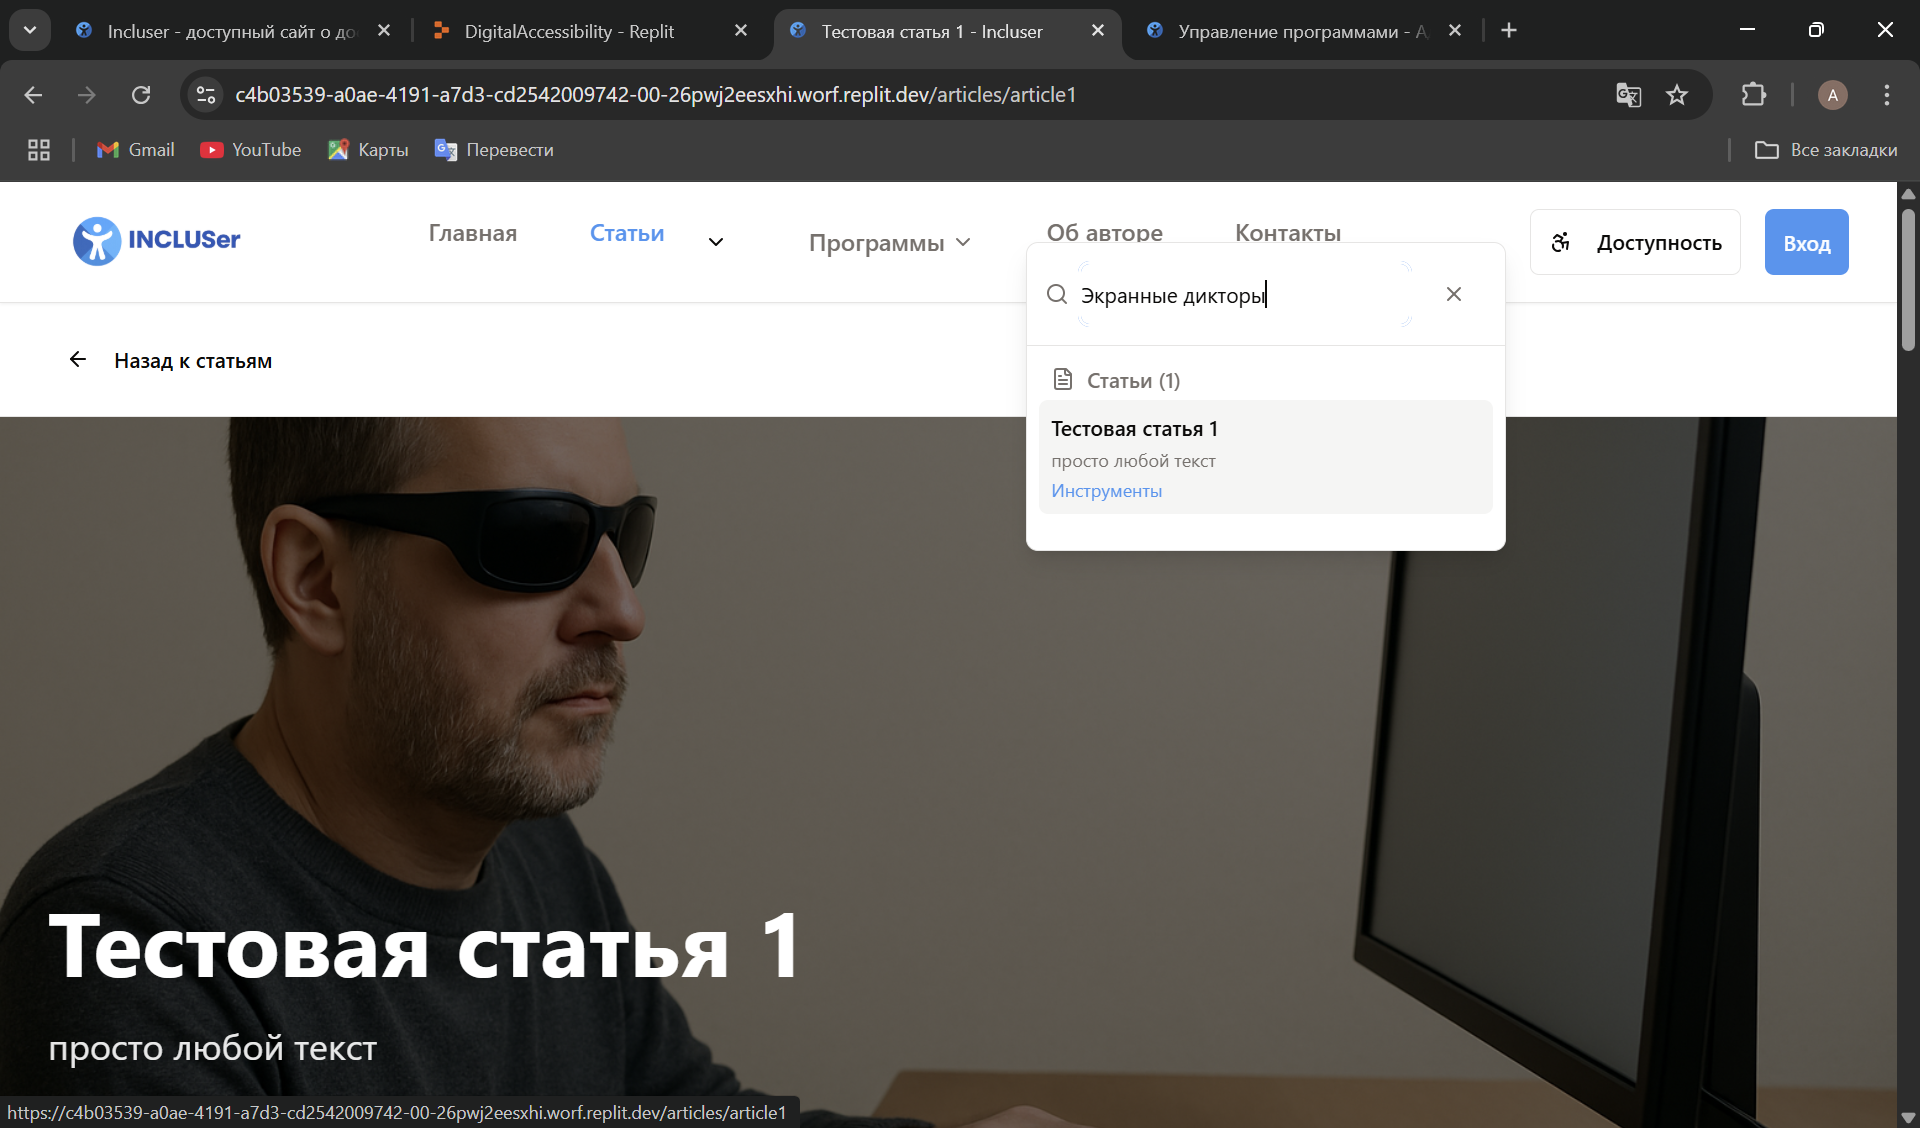 Incluser - доступный сайт о до
DigitalAccessibility - Replit
Тестовая статья 1 - Incluser
Управление программами - А
c4b03539-a0ae-4191-a7d3-cd2542009742-00-26pwj2eesxhi.worf.replit.dev/articles/article1
A
Gmail
YouTube
Карты
Перевести
Все закладки
INCLUSer
Главная
Статьи
Программы
Об авторе
Контакты
Доступность
Вход
Экранные дикторы
Назад к статьям
Статьи (1)
Тестовая статья 1
просто любой текст
Инструменты
Тестовая статья 1
просто любой текст
https://c4b03539-a0ae-4191-a7d3-cd2542009742-00-26pwj2eesxhi.worf.replit.dev/articles/article1